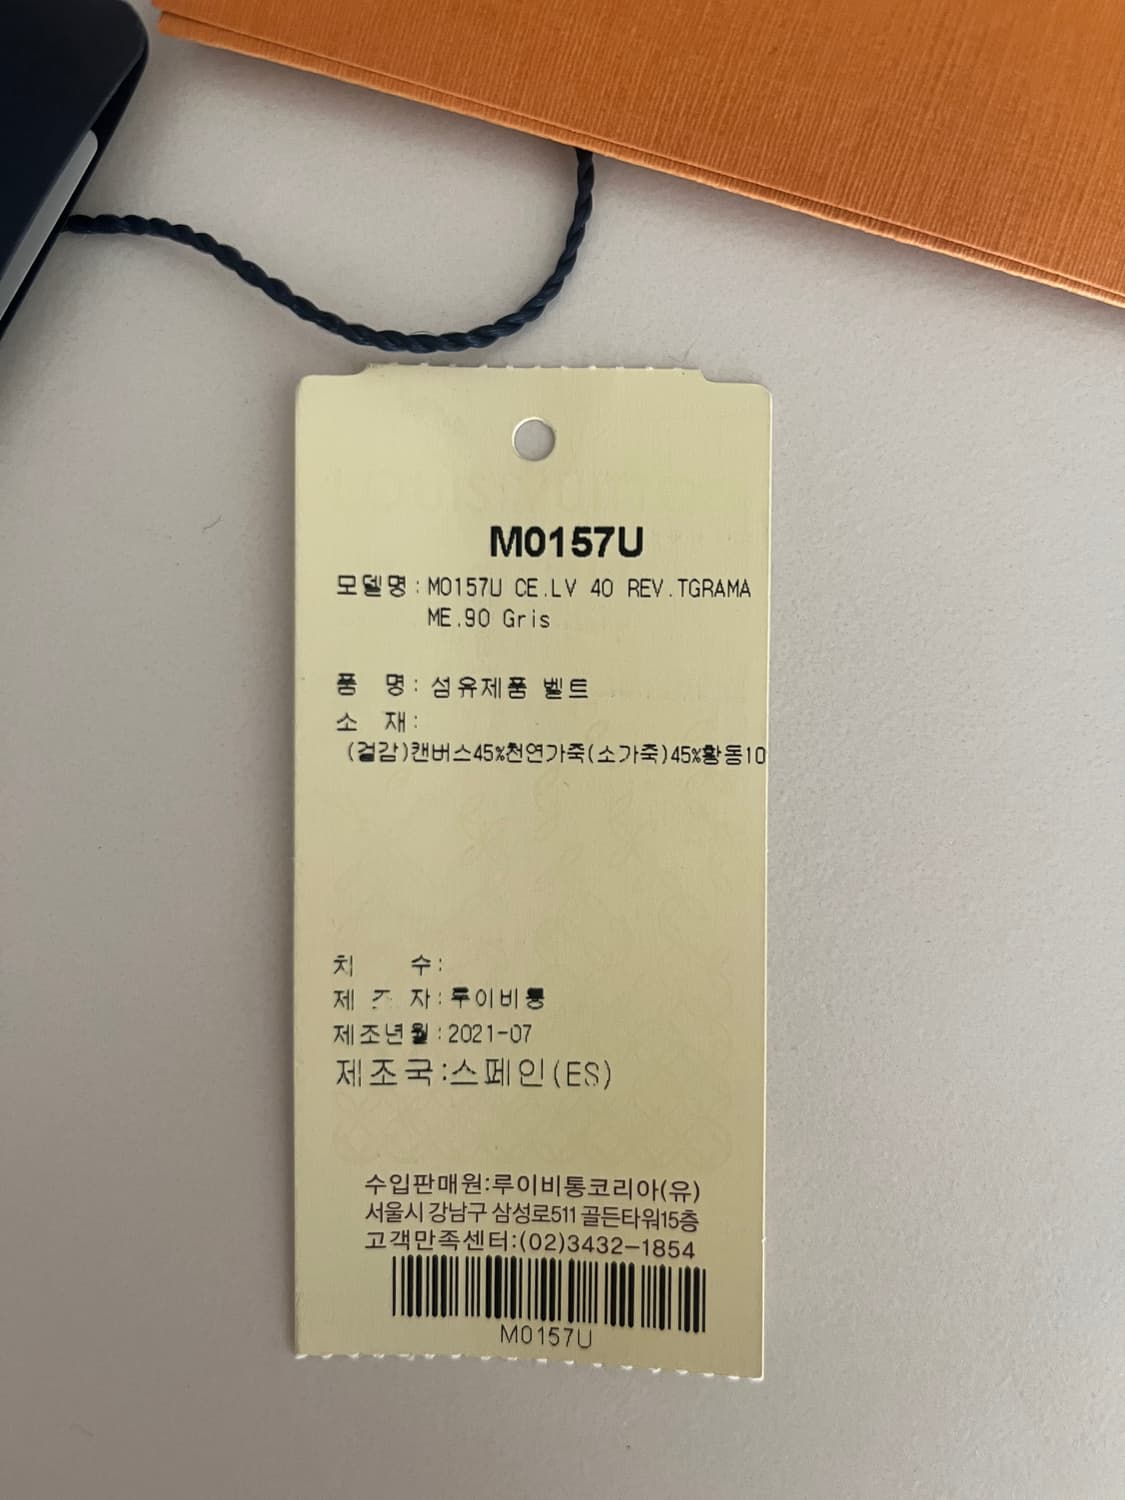 M0157U
모델명:M0157U CE.LV 40 REV.TGRAMA
ME.90 Gris
품 명: 섬유제품 벨트
소 재:
(겉감)캔버스45%천연가죽(소가죽)45%황동10
치 수:
제 조 자:루이비통
제조년월:2021-07
제조국:스페인(ES)
수입판매원:루이비통코리아(유)
서울시 강남구 삼성로511 골든타워15층
고객만족센터:(02)3432-1854
M0157U